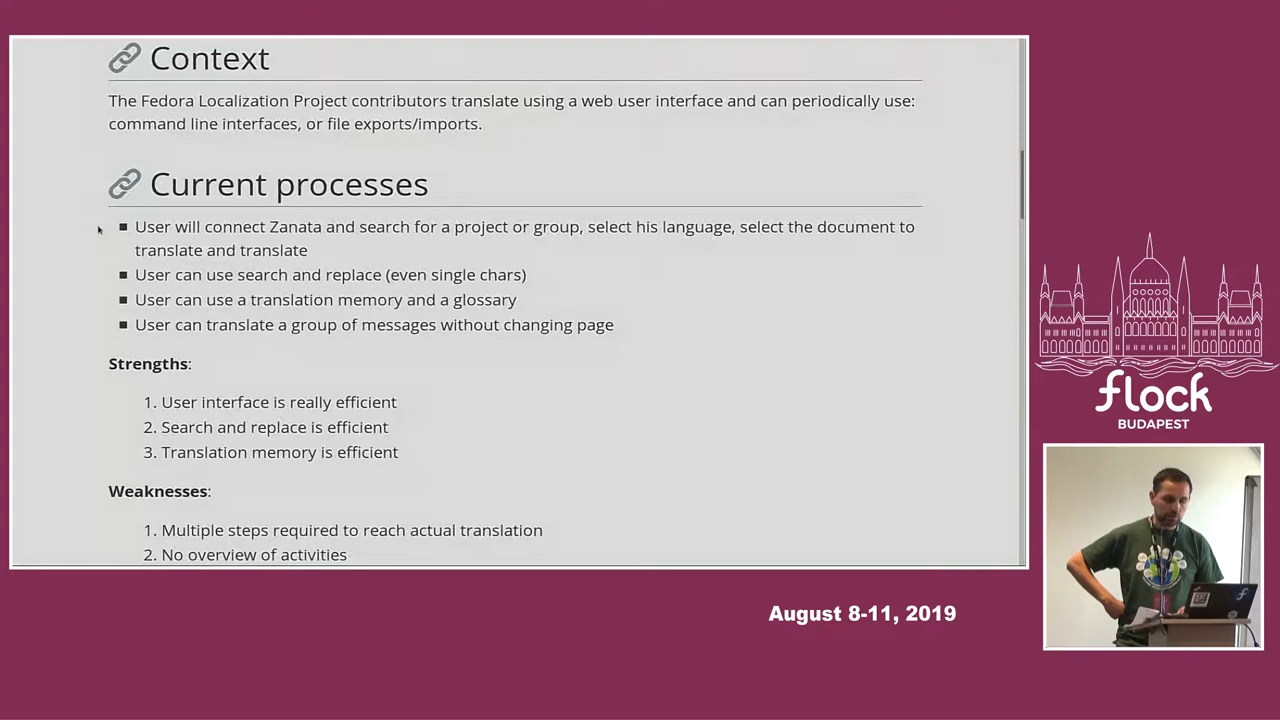 Context
The Fedora Localization Project contributors translate using a web user interface and can periodically use:
command line interfaces, or file exports/imports.
Current processes
User will connect Zanata and search for a project or group, select his language, select the document to
translate and translate
User can use search and replace (even single chars)
User can use a translation memory and a glossary
User can translate a group of messages without changing page
Strengths:
1. User interface is really efficient
2. Search and replace is efficient
3. Translation memory is efficient
Weaknesses:
1. Multiple steps required to reach actual translation
2. No overview of activities
flock
BUDAPEST
August 8-11, 2019